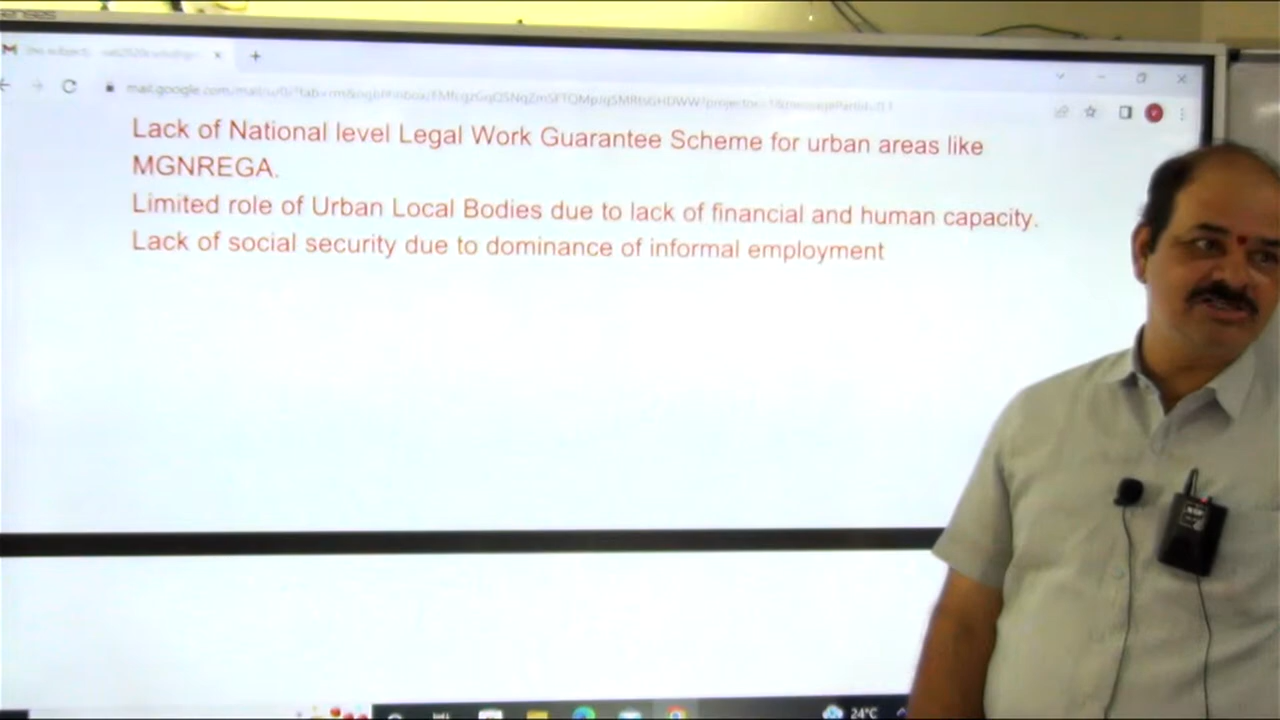 Lack of National level Legal Work Guarantee Scheme for urban areas like
MGNREGA.
Limited role of Urban Local Bodies due to lack of financial and human capacity.
Lack of social security due to dominance of informal employment
24°C